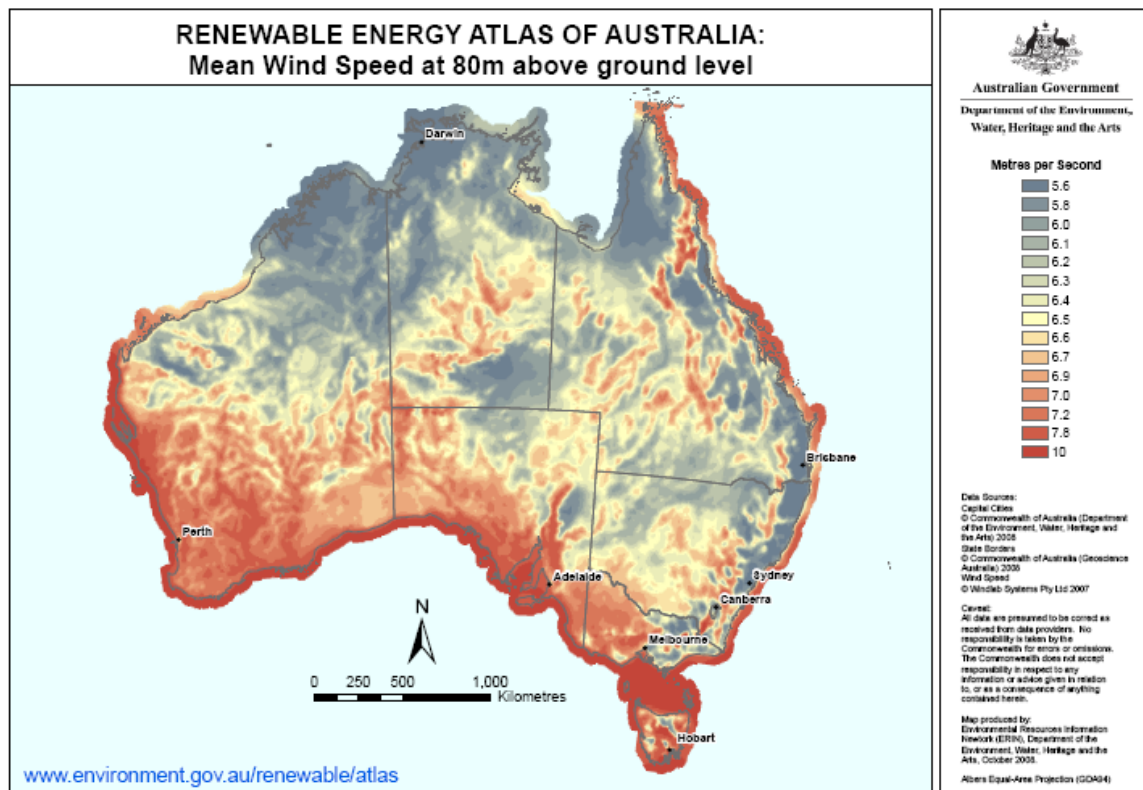 RENEWABLE ENERGY ATLAS OF AUSTRALIA:
Mean Wind Speed at 80m above ground level
Darwin
Brisbane
Perth
Adelaide
Sydney
Canberra
Melbourne
Hobart
N
0 250 500 1,000
Kilometres
www.environment.gov.au/renewable/atlas
Australian Government
Department of the Environment,
Water, Heritage and the Arts
Metres per Second
5.6
5.8
6.0
6.1
6.2
6.3
6.4
6.5
6.6
6.7
6.9
7.0
7.2
7.8
10
Data Sources:
Capital Cities
© Commonwealth of Australia (Department
of the Environment, Water, Heritage and
the Arts) 2008
State Borders
© Commonwealth of Australia (Geoscience
Australia) 2008
Wind Speed
© Windlab Systems Pty Ltd 2007
Caveat:
All data are presumed to be correct as
received from data providers. No
responsibility is taken by the
Commonwealth for errors or omissions.
The Commonwealth does not accept
responsibility in respect to any
information or advice given in relation
to, or as a consequence of anything
contained herein.
Map produced by:
Environmental Resources Information
Network (ERIN), Department of the
Environment, Water, Heritage and the
Arts, October 2008.
Albers Equal-Area Projection (GDA94)